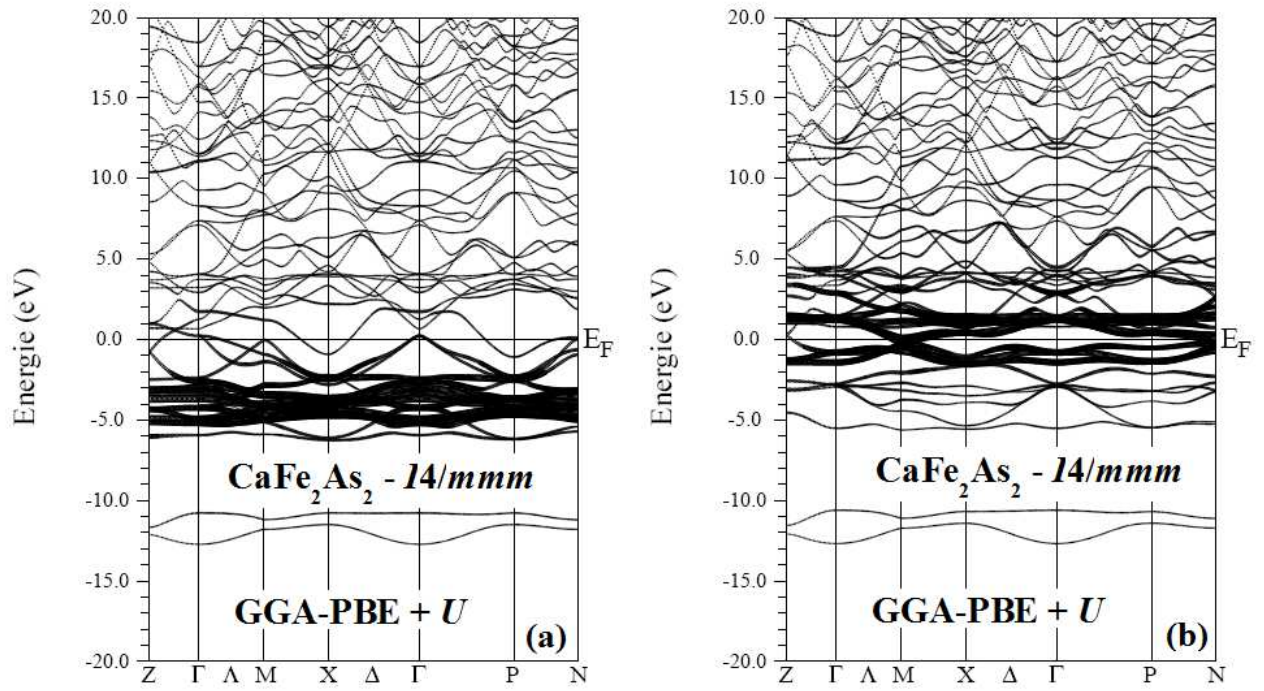 20.0
15.0
10.0
5.0
0.0
-5.0
-10.0
-15.0
-20.0
Energie (eV)
E_F
CaFe₂As₂ - I4/mmm
GGA-PBE + U
(a)
Z Γ Λ M X Δ Γ P N
20.0
15.0
10.0
5.0
0.0
-5.0
-10.0
-15.0
-20.0
Energie (eV)
E_F
CaFe₂As₂ - I4/mmm
GGA-PBE + U
(b)
Z Γ Λ M X Δ Γ P N